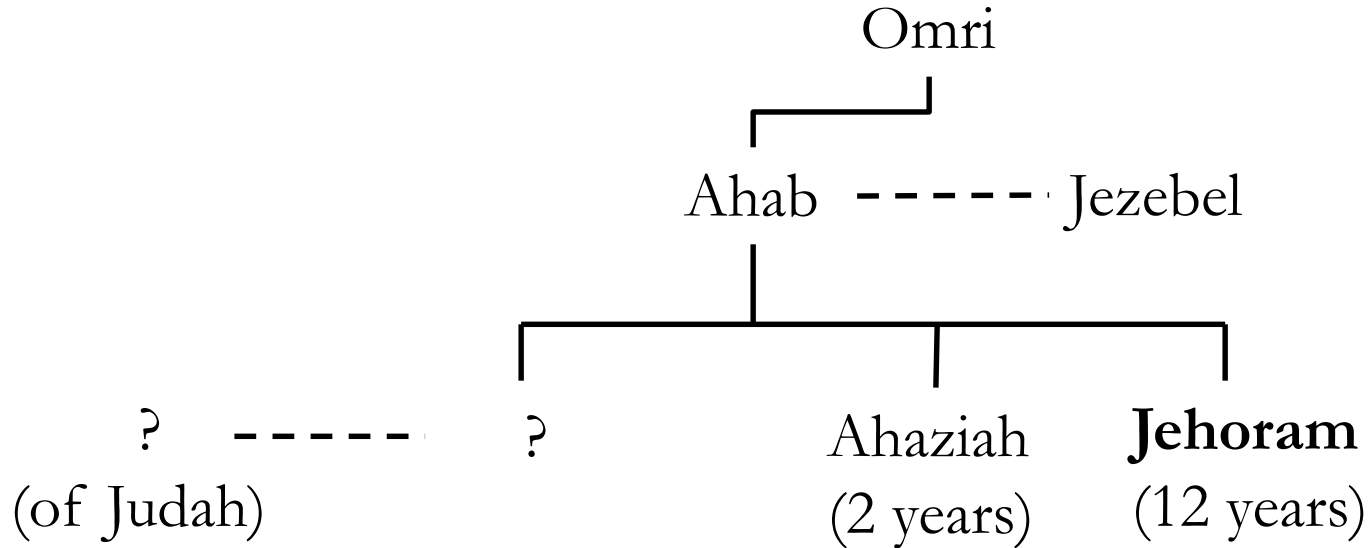 Omri
Ahab
Jezebel
?
?
Ahaziah
Jehoram
(of Judah)
(2 years)
(12 years)